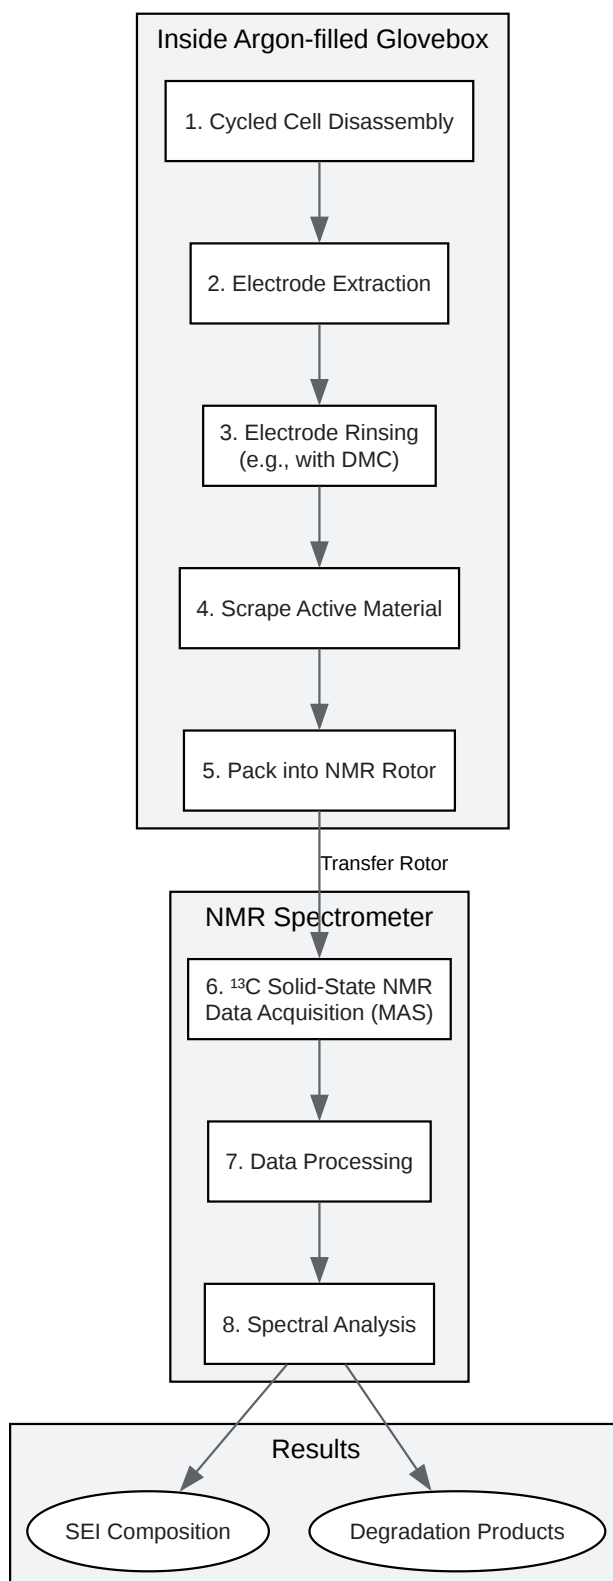 Inside Argon-filled Glovebox
1. Cycled Cell Disassembly
2. Electrode Extraction
3. Electrode Rinsing
(e.g., with DMC)
4. Scrape Active Material
5. Pack into NMR Rotor
Transfer Rotor
NMR Spectrometer
6. ¹³C Solid-State NMR
Data Acquisition (MAS)
7. Data Processing
8. Spectral Analysis
Results
SEI Composition
Degradation Products